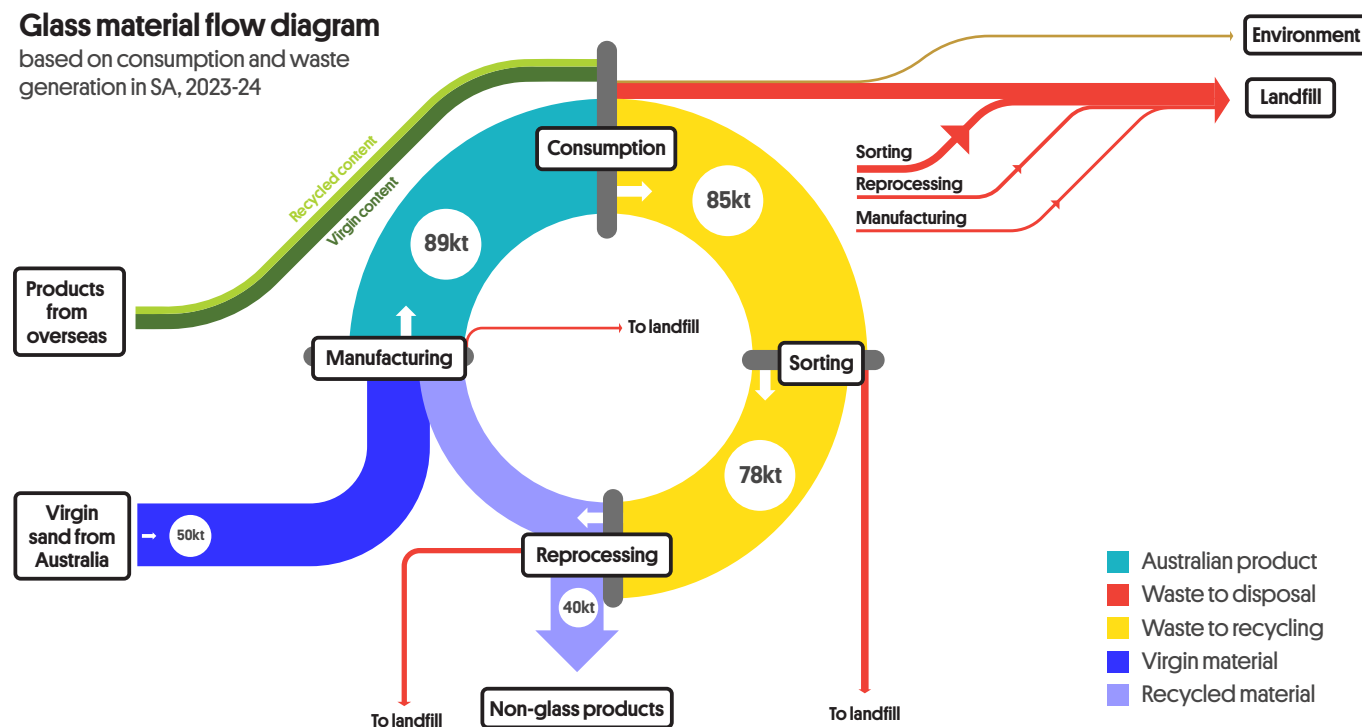 Glass material flow diagram
based on consumption and waste
generation in SA, 2023-24
Environment
Landfill
Consumption
Sorting
Reprocessing
Manufacturing
Recycled content
Virgin content
85kt
89kt
Products
from
overseas
To landfill
Manufacturing
Sorting
78kt
Virgin
sand from
Australia
50kt
Reprocessing
40kt
Non-glass products
To landfill
To landfill
Australian product
Waste to disposal
Waste to recycling
Virgin material
Recycled material